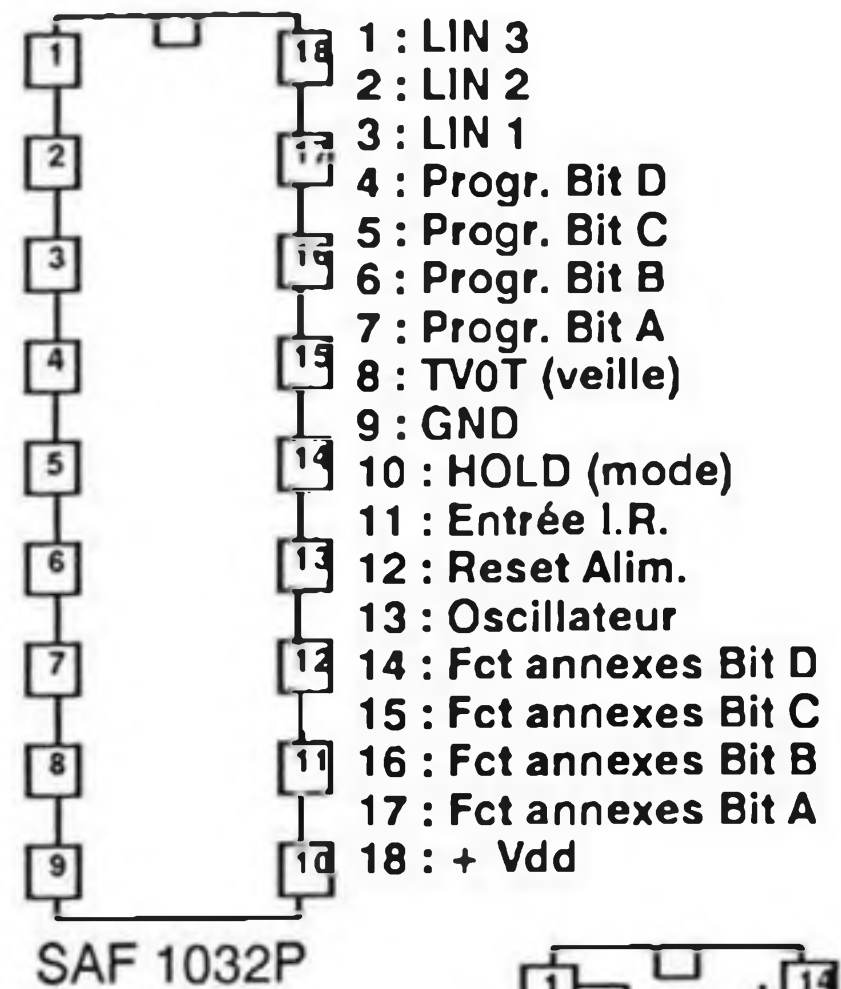 1 18
2 17
3 16
4 15
5 14
6 13
7 12
8 11
9 10
1 : LIN 3
2 : LIN 2
3 : LIN 1
4 : Progr. Bit D
5 : Progr. Bit C
6 : Progr. Bit B
7 : Progr. Bit A
8 : TV0T (veille)
9 : GND
10 : HOLD (mode)
11 : Entrée I.R.
12 : Reset Alim.
13 : Oscillateur
14 : Fct annexes Bit D
15 : Fct annexes Bit C
16 : Fct annexes Bit B
17 : Fct annexes Bit A
18 : + Vdd
SAF 1032P
1 14